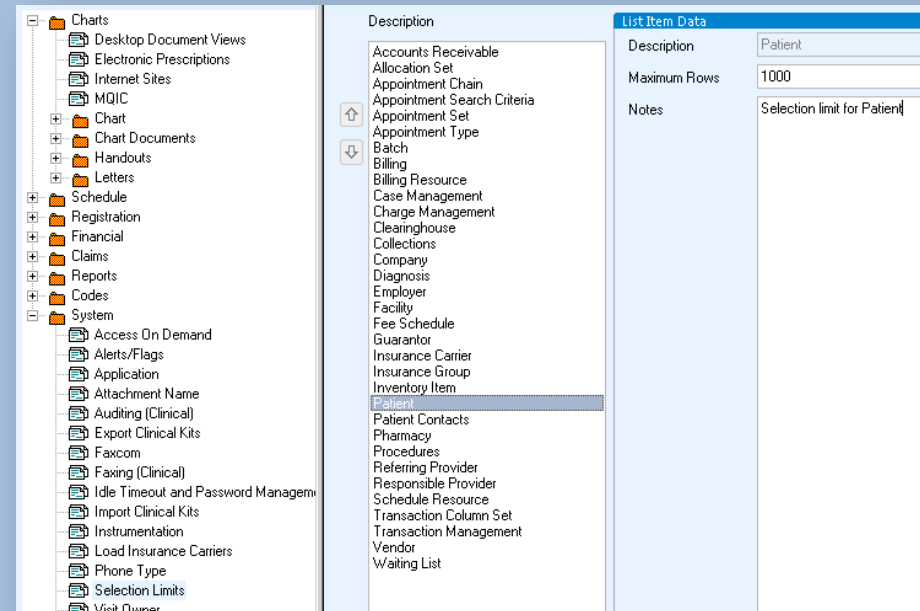 Charts
Desktop Document Views
Electronic Prescriptions
Internet Sites
MQIC
Chart
Chart Documents
Handouts
Letters
Schedule
Registration
Financial
Claims
Reports
Codes
System
Access On Demand
Alerts/Flags
Application
Attachment Name
Auditing (Clinical)
Export Clinical Kits
Faxcom
Faxing (Clinical)
Idle Timeout and Password Managem
Import Clinical Kits
Instrumentation
Load Insurance Carriers
Phone Type
Selection Limits
Visit Owner
Description
Accounts Receivable
Allocation Set
Appointment Chain
Appointment Search Criteria
Appointment Set
Appointment Type
Batch
Billing
Billing Resource
Case Management
Charge Management
Clearinghouse
Collections
Company
Diagnosis
Employer
Facility
Fee Schedule
Guarantor
Insurance Carrier
Insurance Group
Inventory Item
Patient
Patient Contacts
Pharmacy
Procedures
Referring Provider
Responsible Provider
Schedule Resource
Transaction Column Set
Transaction Management
Vendor
Waiting List
List Item Data
Description Patient
Maximum Rows 1000
Notes Selection limit for Patient